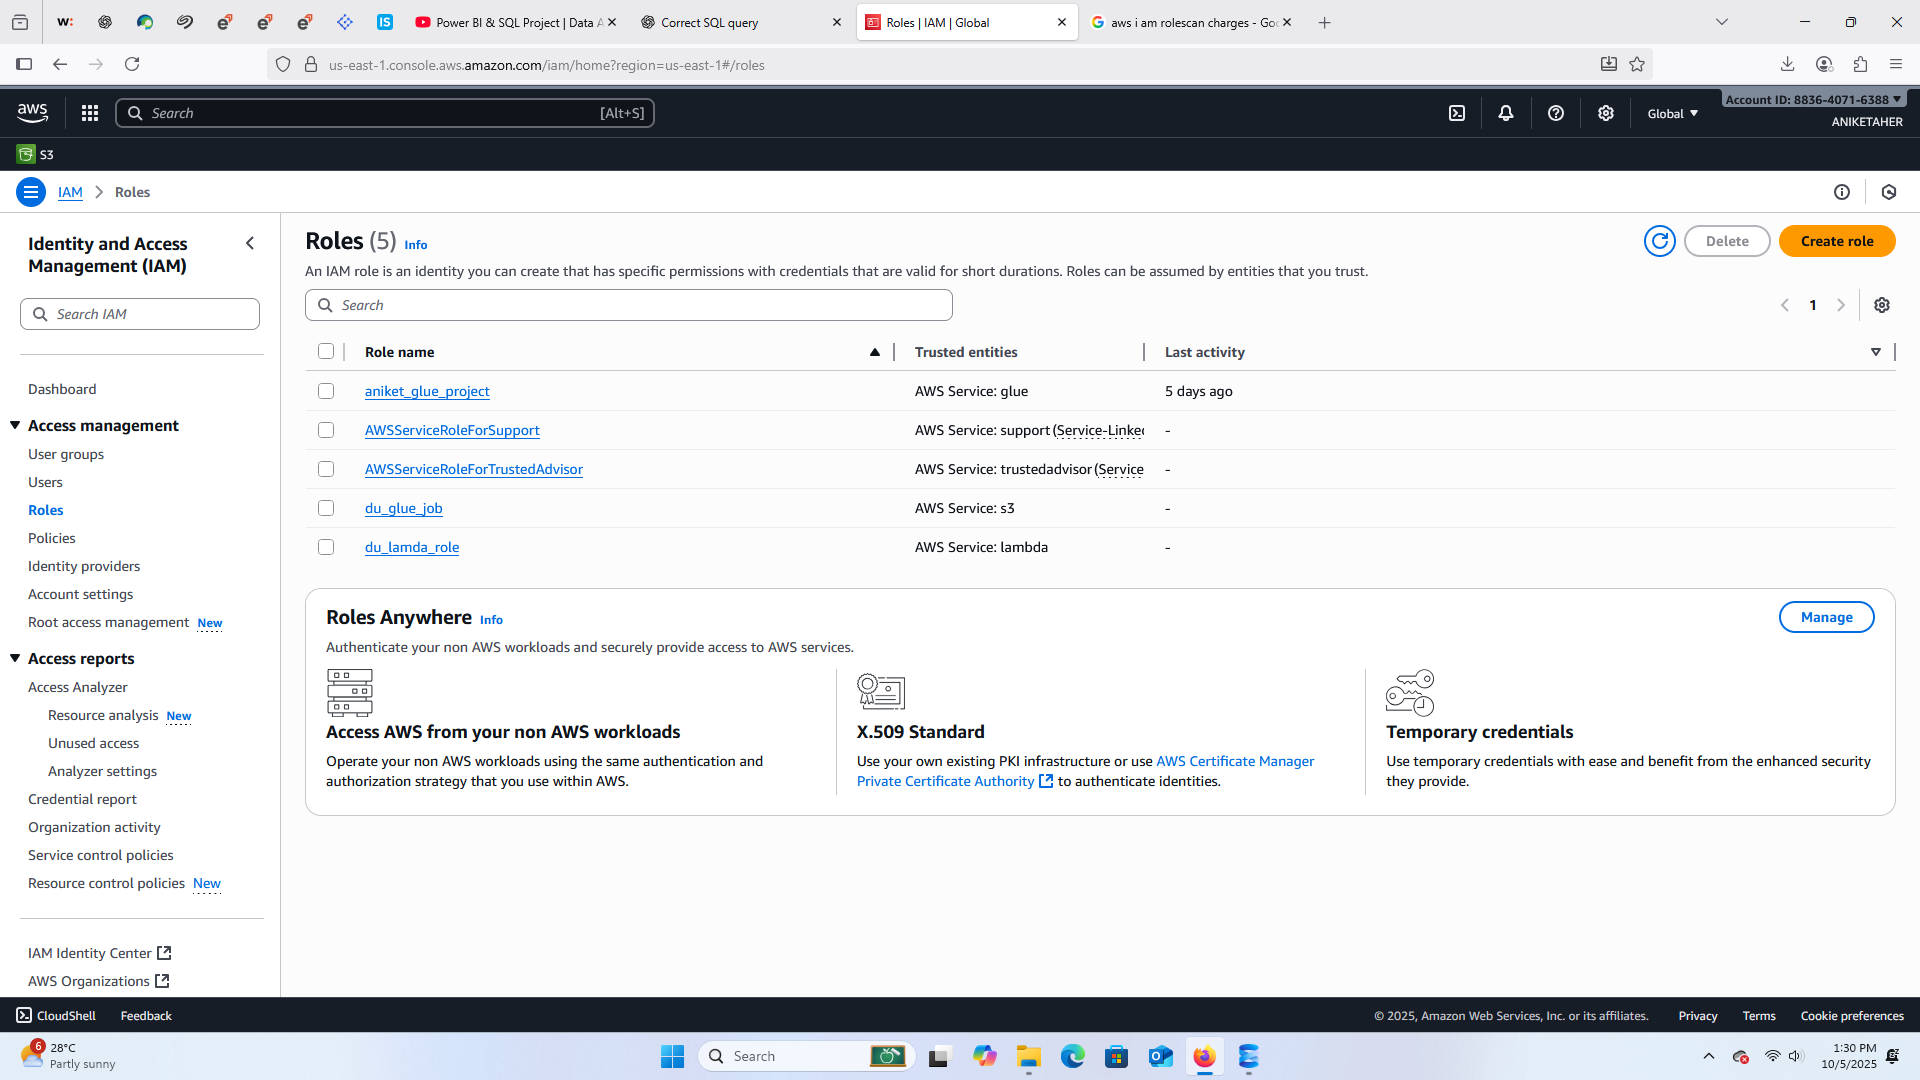 Power BI & SQL Project | Data A
Correct SQL query
Roles | IAM | Global
aws i am rolescan charges - Goo
us-east-1.console.aws.amazon.com/iam/home?region=us-east-1#/roles
aws
Search
[Alt+S]
Global
Account ID: 8836-4071-6388
ANIKETAHER
S3
IAM
Roles
Identity and Access
Management (IAM)
Search IAM
Dashboard
Access management
User groups
Users
Roles
Policies
Identity providers
Account settings
Root access management New
Access reports
Access Analyzer
Resource analysis New
Unused access
Analyzer settings
Credential report
Organization activity
Service control policies
Resource control policies New
IAM Identity Center
AWS Organizations
Roles (5) Info
Delete
Create role
An IAM role is an identity you can create that has specific permissions with credentials that are valid for short durations. Roles can be assumed by entities that you trust.
Search
1
Role name Trusted entities Last activity
aniket_glue_project AWS Service: glue 5 days ago
AWSServiceRoleForSupport AWS Service: support (Service-Linked -
AWSServiceRoleForTrustedAdvisor AWS Service: trustedadvisor (Service -
du_glue_job AWS Service: s3 -
du_lamda_role AWS Service: lambda -
Roles Anywhere Info
Manage
Authenticate your non AWS workloads and securely provide access to AWS services.
Access AWS from your non AWS workloads
Operate your non AWS workloads using the same authentication and
authorization strategy that you use within AWS.
X.509 Standard
Use your own existing PKI infrastructure or use AWS Certificate Manager
Private Certificate Authority to authenticate identities.
Temporary credentials
Use temporary credentials with ease and benefit from the enhanced security
they provide.
CloudShell
Feedback
© 2025, Amazon Web Services, Inc. or its affiliates.
Privacy
Terms
Cookie preferences
6
28°C
Partly sunny
Search
1:30 PM
10/5/2025